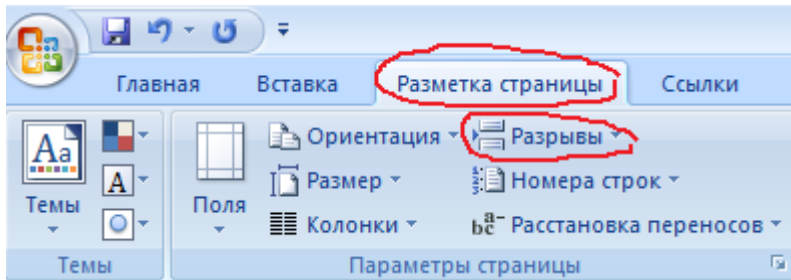 Главная Вставка Разметка страницы Ссылки
Aa Ориентация Разрывы
A Размер Номера строк
Темы Поля Колонки bc a- Расстановка переносов
Темы Параметры страницы